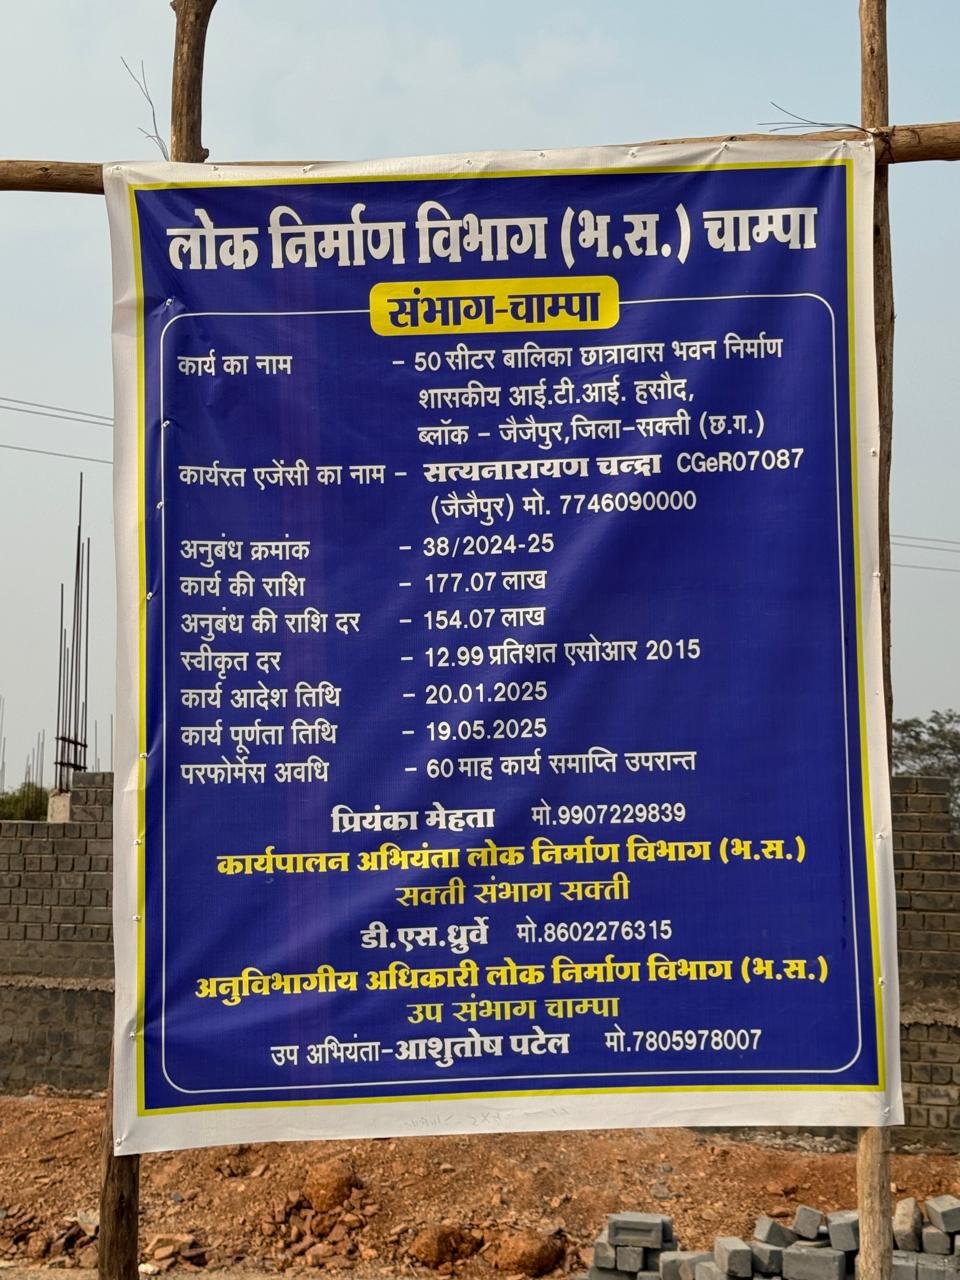 लोक निर्माण विभाग (भ.स.) चाम्पा
संभाग-चाम्पा
कार्य का नाम - 50 सीटर बालिका छात्रावास भवन निर्माण
शासकीय आई.टी.आई. हसौद,
ब्लॉक - जैजैपुर,जिला-सक्ती (छ.ग.)
कार्यरत एजेंसी का नाम - सत्यनारायण चन्द्रा CGeR07087
(जैजैपुर) मो. 7746090000
अनुबंध क्रमांक - 38/2024-25
कार्य की राशि - 177.07 लाख
अनुबंध की राशि दर - 154.07 लाख
स्वीकृत दर - 12.99 प्रतिशत एसोआर 2015
कार्य आदेश तिथि - 20.01.2025
कार्य पूर्णता तिथि - 19.05.2025
परफोर्मेस अवधि - 60 माह कार्य समाप्ति उपरान्त
प्रियंका मेहता मो.9907229839
कार्यपालन अभियंता लोक निर्माण विभाग (भ.स.)
सक्ती संभाग सक्ती
डी.एस.ध्रुर्वे मो.8602276315
अनुविभागीय अधिकारी लोक निर्माण विभाग (भ.स.)
उप संभाग चाम्पा
उप अभियंता-आशुतोष पटेल मो.7805978007